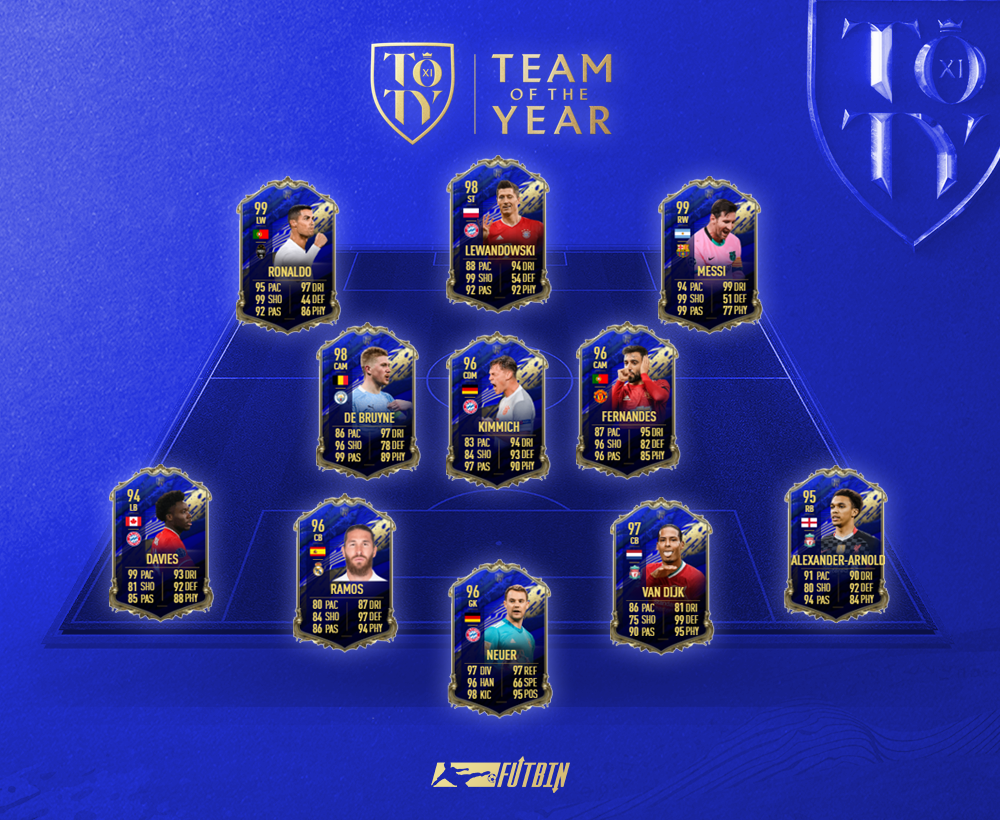 TO
XI
TY
TEAM
OF THE
YEAR
TO
XI
TY
99
LW
RONALDO
95 PAC 97 DRI
99 SHO 44 DEF
92 PAS 86 PHY
98
ST
LEWANDOWSKI
88 PAC 94 DRI
99 SHO 54 DEF
92 PAS 92 PHY
99
RW
MESSI
94 PAC 99 DRI
99 SHO 51 DEF
99 PAS 77 PHY
98
CAM
DE BRUYNE
86 PAC 97 DRI
96 SHO 78 DEF
99 PAS 89 PHY
96
CDM
KIMMICH
83 PAC 94 DRI
84 SHO 93 DEF
97 PAS 90 PHY
96
CAM
FERNANDES
87 PAC 95 DRI
96 SHO 82 DEF
96 PAS 85 PHY
94
LB
DAVIES
99 PAC 93 DRI
81 SHO 92 DEF
85 PAS 88 PHY
96
CB
RAMOS
80 PAC 87 DRI
84 SHO 97 DEF
86 PAS 94 PHY
96
GK
NEUER
97 DIV 97 REF
96 HAN 66 SPE
98 KIC 95 POS
97
CB
VAN DIJK
86 PAC 81 DRI
75 SHO 99 DEF
90 PAS 95 PHY
95
RB
ALEXANDER-ARNOLD
91 PAC 90 DRI
80 SHO 92 DEF
94 PAS 84 PHY
FUTBIN